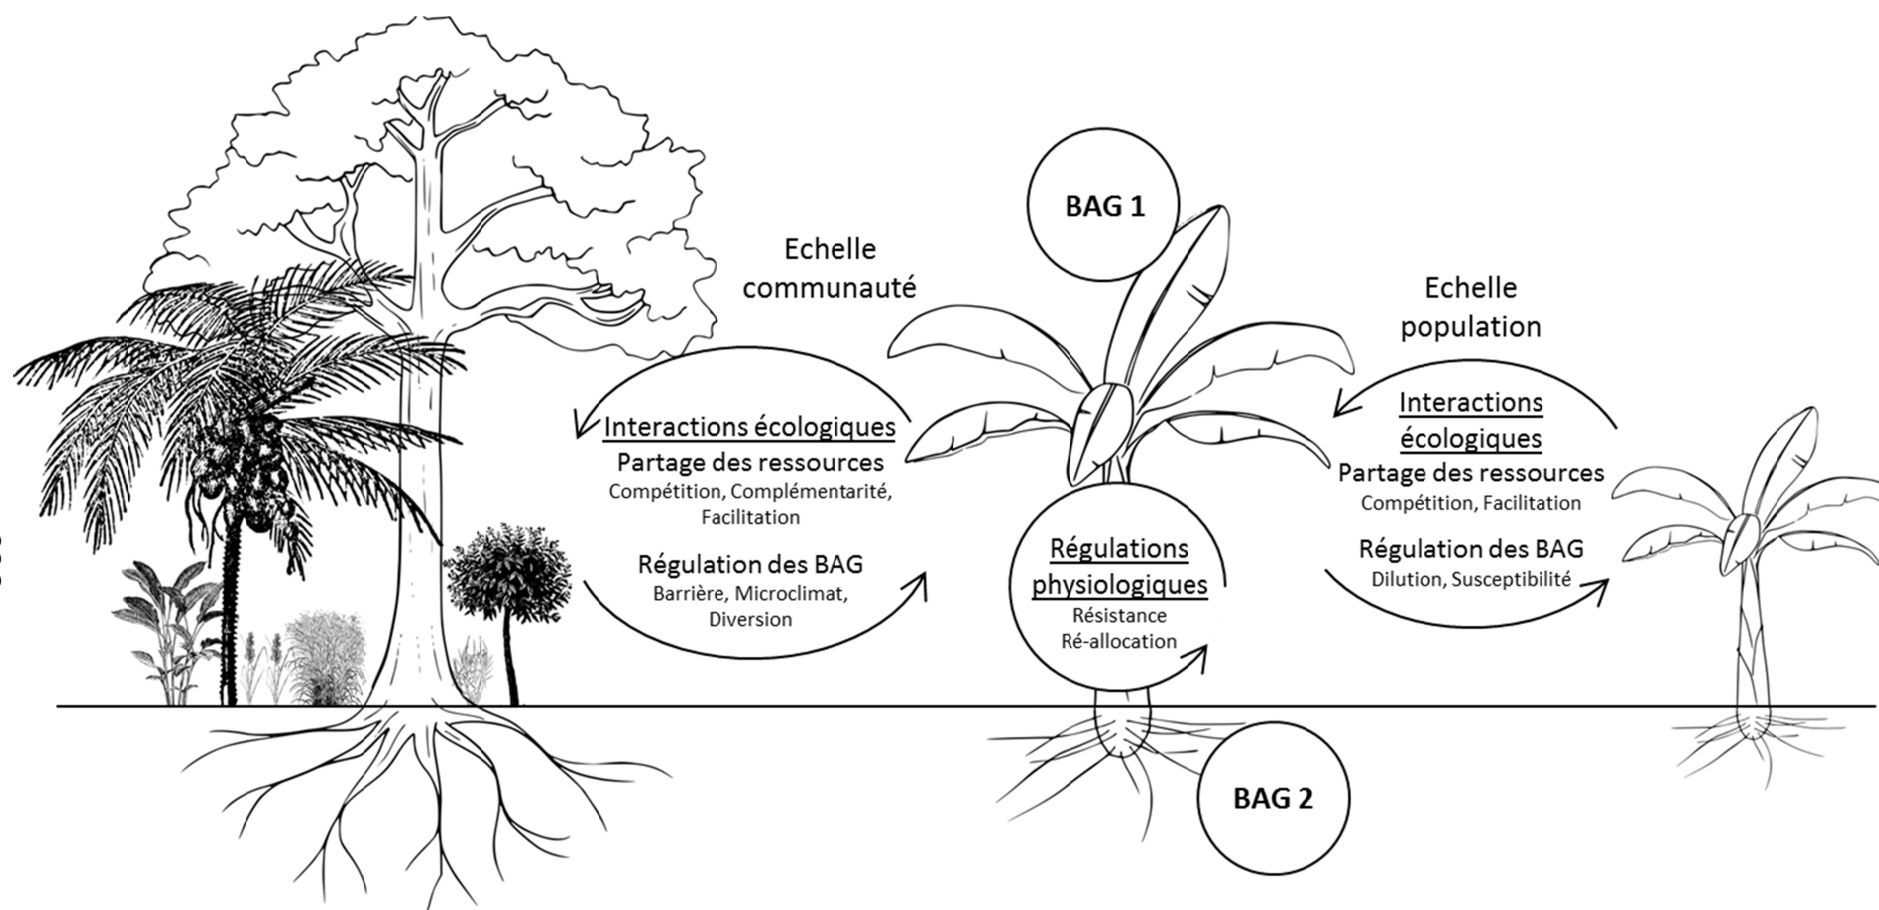 BAG 1
Echelle
communauté
Echelle
population
Interactions écologiques
Partage des ressources
Compétition, Complémentarité,
Facilitation
Régulation des BAG
Barrière, Microclimat,
Diversion
Régulations
physiologiques
Résistance
Ré-allocation
Interactions
écologiques
Partage des ressources
Compétition, Facilitation
Régulation des BAG
Dilution, Susceptibilité
BAG 2